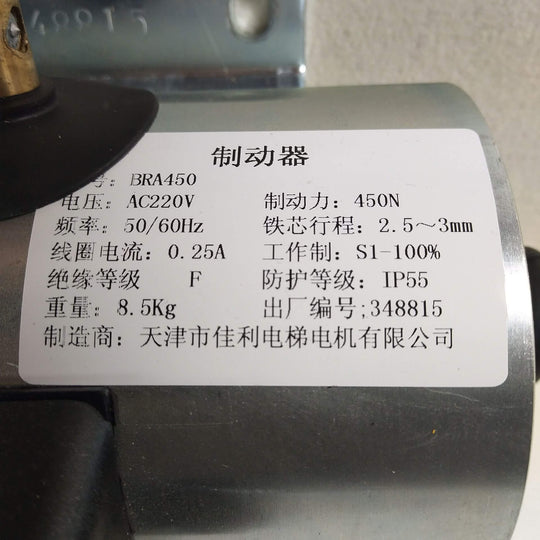 48815
制动器
号: BRA450
电压: AC220V 制动力: 450N
频率: 50/60Hz 铁芯行程: 2.5～3mm
线圈电流: 0.25A 工作制: S1-100%
绝缘等级 F 防护等级: IP55
重量: 8.5Kg 出厂编号;348815
制造商: 天津市佳利电梯电机有限公司